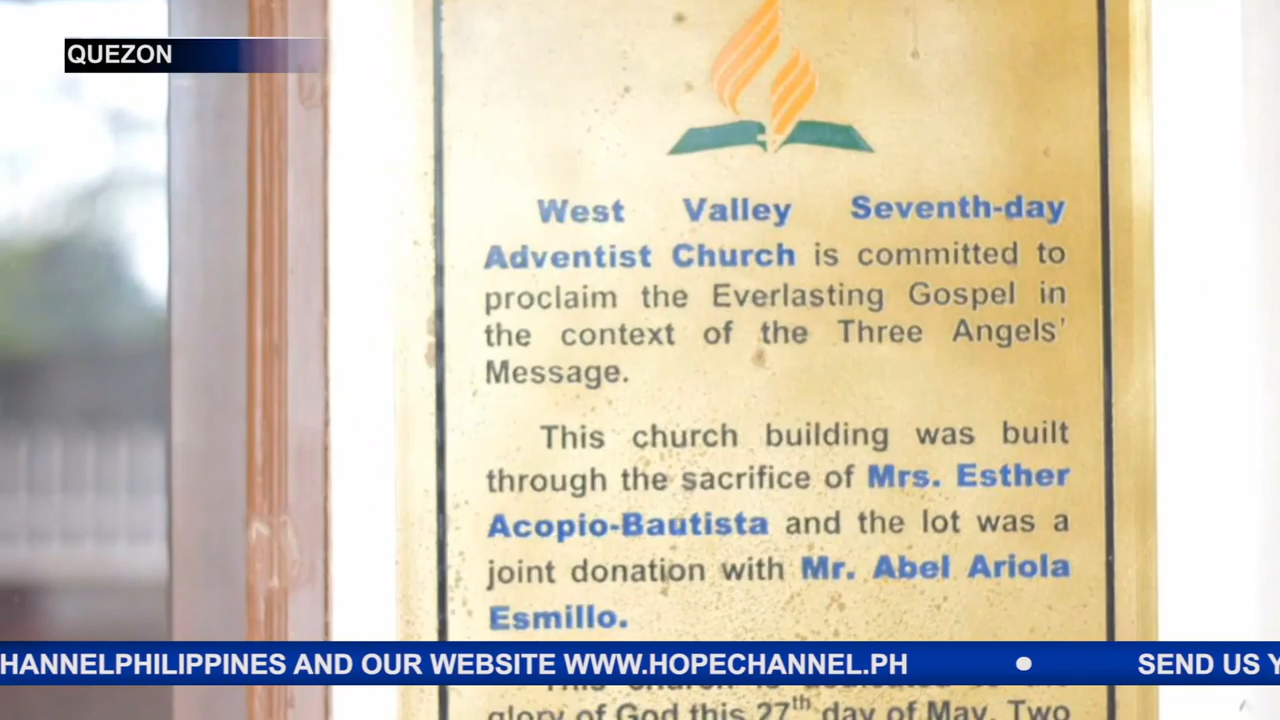 QUEZON
West Valley Seventh-day
Adventist Church is committed to
proclaim the Everlasting Gospel in
the context of the Three Angels'
Message.
This church building was built
through the sacrifice of Mrs. Esther
Acopio-Bautista and the lot was a
joint donation with Mr. Abel Ariola
Esmillo.
HANNELPHILIPPINES AND OUR WEBSITE WWW.HOPECHANNEL.PH • SEND US Y
glory of God this 27th day of May, Two